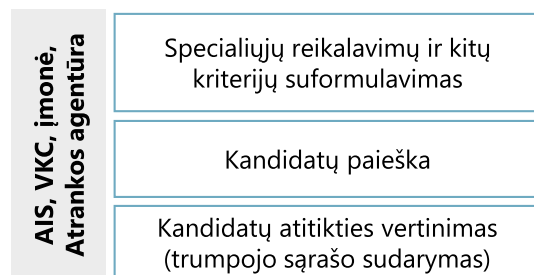 AIS, VKC, įmonė,
Atrankos agentūra
Specialiųjų reikalavimų ir kitų
kriterijų suformulavimas
Kandidatų paieška
Kandidatų atitikties vertinimas
(trumpojo sąrašo sudarymas)